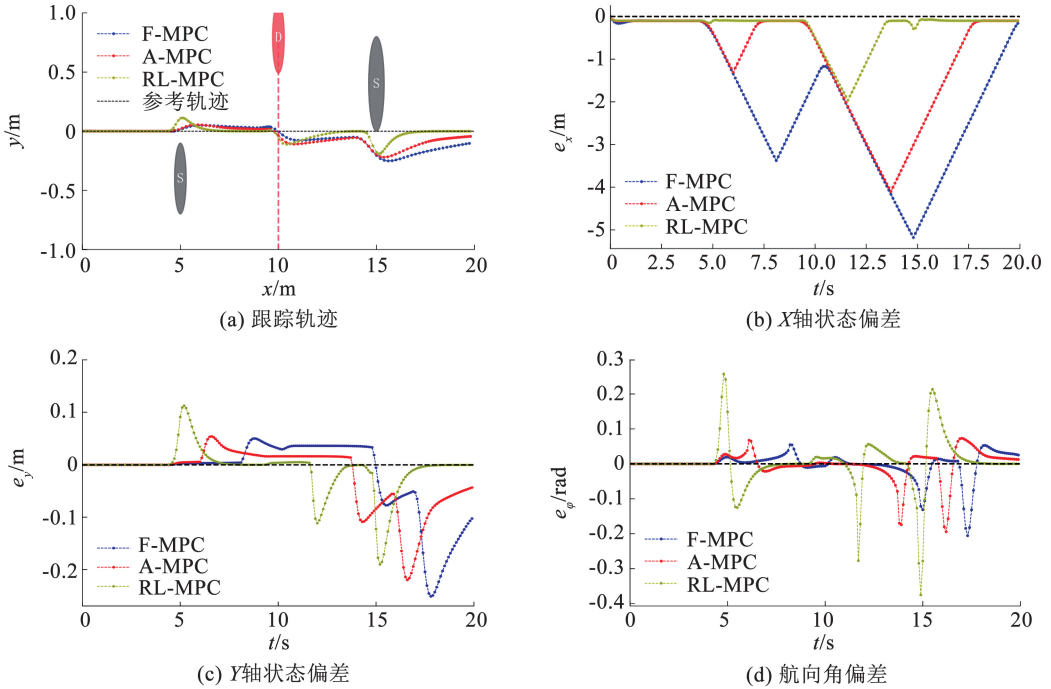 1.0
0.5
0
-0.5
-1.0
y/m
F-MPC
A-MPC
RL-MPC
参考轨迹
S
D
S
0
5
10
15
20
x/m
(a) 跟踪轨迹
0
-1
-2
-3
-4
-5
e_x/m
F-MPC
A-MPC
RL-MPC
0
2.5
5.0
7.5
10.0
12.5
15.0
17.5
20.0
t/s
(b) X轴状态偏差
0.2
0.1
0
-0.1
-0.2
e_y/m
F-MPC
A-MPC
RL-MPC
0
5
10
15
20
t/s
(c) Y轴状态偏差
0.3
0.2
0.1
0
-0.1
-0.2
-0.3
-0.4
e_φ/rad
F-MPC
A-MPC
RL-MPC
0
5
10
15
20
t/s
(d) 航向角偏差